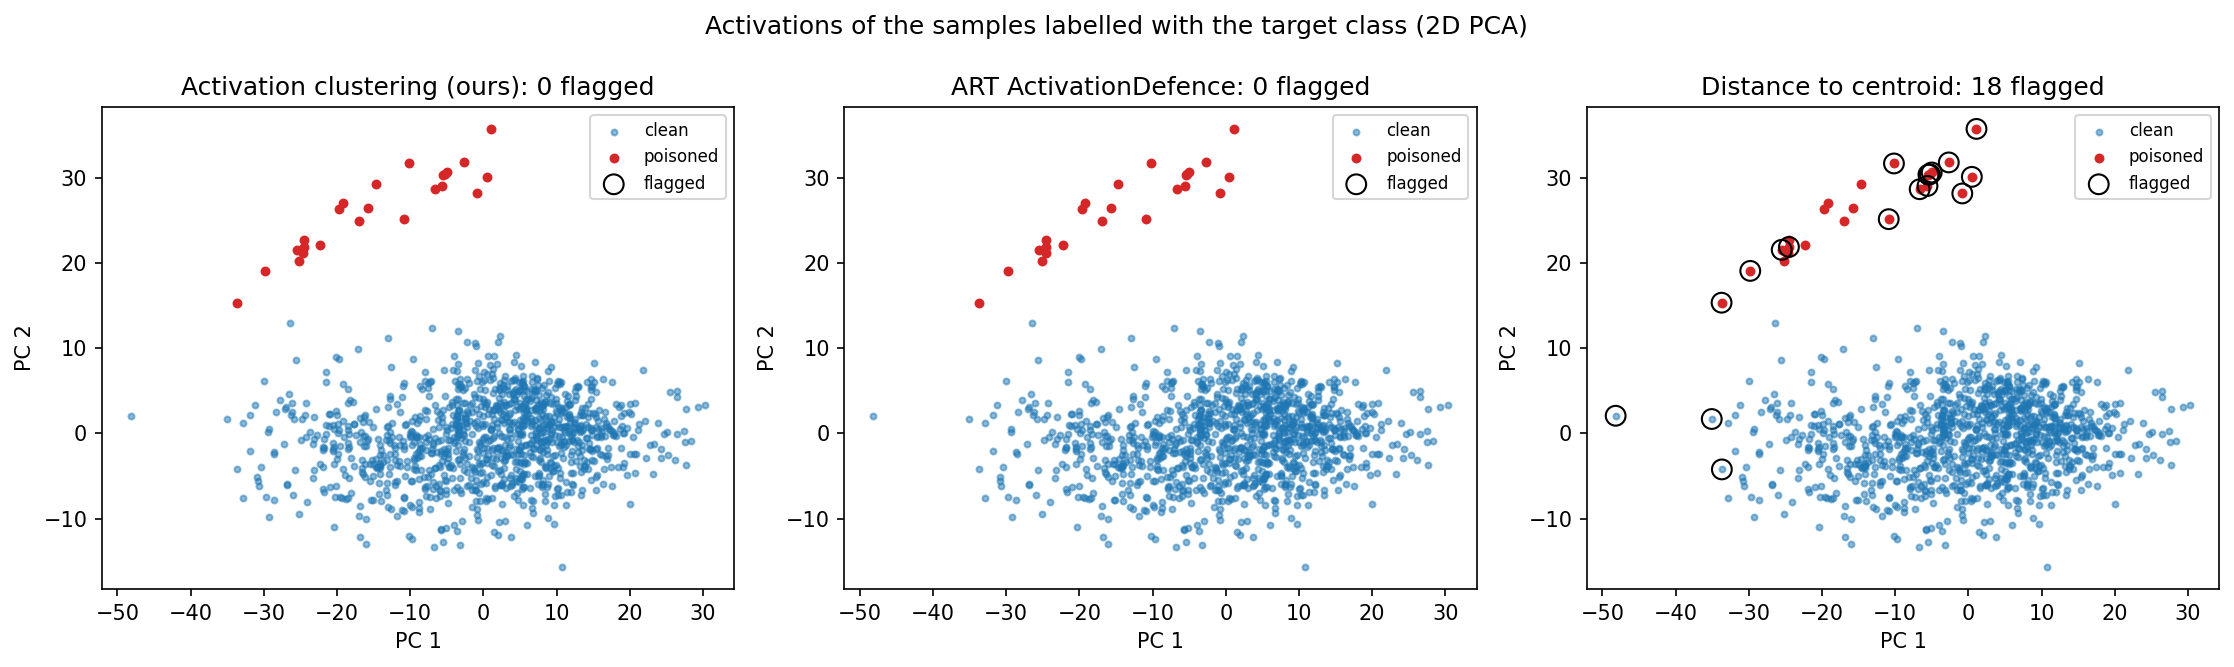 Activations of the samples labelled with the target class (2D PCA)
Activation clustering (ours): 0 flagged
clean
poisoned
flagged
30
20
10
0
−10
PC 2
−50 −40 −30 −20 −10 0 10 20 30
PC 1
ART ActivationDefence: 0 flagged
clean
poisoned
flagged
30
20
10
0
−10
PC 2
−50 −40 −30 −20 −10 0 10 20 30
PC 1
Distance to centroid: 18 flagged
clean
poisoned
flagged
30
20
10
0
−10
PC 2
−50 −40 −30 −20 −10 0 10 20 30
PC 1